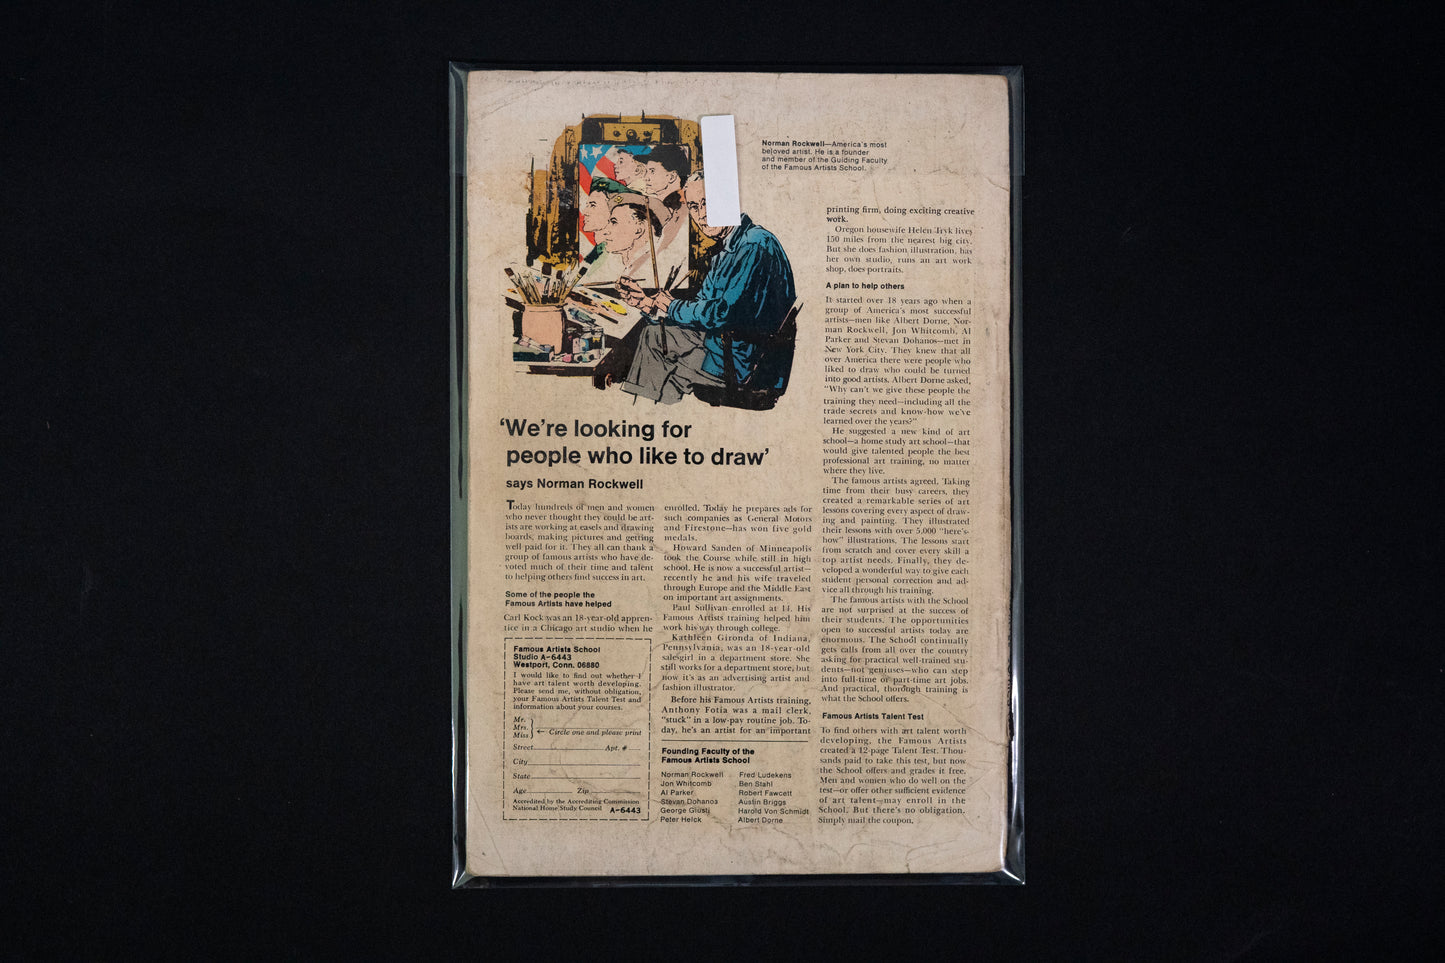 Norman Rockwell—America's most
beloved artist. He is a founder
and member of the Guiding Faculty
of the Famous Artists School.
'We're looking for
people who like to draw'
says Norman Rockwell
Today hundreds of men and women
who never thought they could be art-
ists are working at easels and drawing
boards, making pictures and getting
well paid for it. They all can thank a
group of famous artists who have de-
voted much of their time and talent
to helping others find success in art.
Some of the people the
Famous Artists have helped
Carl Kock was an 18-year-old appren-
tice in a Chicago art studio when he
enrolled. Today he prepares ads for
such companies as General Motors
and Firestone—has won five gold
medals.
Howard Sanden of Minneapolis
took the Course while still in high
school. He is now a successful artist—
recently he and his wife traveled
through Europe and the Middle East
on important art assignments.
Paul Sullivan enrolled at 14. His
Famous Artists training helped him
work his way through college.
Kathleen Gironda of Indiana,
Pennsylvania, was an 18-year-old
salesgirl in a department store. She
still works for a department store, but
now it's as an advertising artist and
fashion illustrator.
Before his Famous Artists training,
Anthony Fotia was a mail clerk,
"stuck" in a low-pay routine job. To-
day, he's an artist for an important
printing firm, doing exciting creative
work.
Oregon housewife Helen Tryk lives
150 miles from the nearest big city.
But she does fashion illustration, has
her own studio, runs an art work
shop, does portraits.
A plan to help others
It started over 18 years ago when a
group of America's most successful
artists—men like Albert Dorne, Nor-
man Rockwell, Jon Whitcomb, Al
Parker and Stevan Dohanos—met in
New York City. They knew that all
over America there were people who
liked to draw who could be turned
into good artists. Albert Dorne asked,
"Why can't we give these people the
training they need—including all the
trade secrets and know-how we've
learned over the years?"
He suggested a new kind of art
school—a home study art school—that
would give talented people the best
professional art training, no matter
where they live.
The famous artists agreed. Taking
time from their busy careers, they
created a remarkable series of art
lessons covering every aspect of draw-
ing and painting. They illustrated
their lessons with over 5,000 "here's-
how" illustrations. The lessons start
from scratch and cover every skill a
top artist needs. Finally, they de-
veloped a wonderful way to give each
student personal correction and ad-
vice all through his training.
The famous artists with the School
are not surprised at the success of
their students. The opportunities
open to successful artists today are
enormous. The School continually
gets calls from all over the country
asking for practical well-trained stu-
dents—not geniuses—who can step
into full-time or part-time art jobs.
And practical, thorough training is
what the School offers.
Famous Artists Talent Test
To find others with art talent worth
developing, the Famous Artists
created a 12-page Talent Test. Thou-
sands paid to take this test, but now
the School offers and grades it free.
Men and women who do well on the
test—or offer other sufficient evidence
of art talent—may enroll in the
School. But there's no obligation.
Simply mail the coupon.
Famous Artists School
Studio A-6443
Westport, Conn. 06880
I would like to find out whether I
have art talent worth developing.
Please send me, without obligation,
your Famous Artists Talent Test and
information about your courses.
Mr.
Mrs. Circle one and please print
Miss
Street Apt. #
City
State
Age Zip
Accredited by the Accrediting Commission
National Home Study Council A-6443
Founding Faculty of the
Famous Artists School
Norman Rockwell
Jon Whitcomb
Al Parker
Stevan Dohanos
George Giusti
Peter Helck
Fred Ludekens
Ben Stahl
Robert Fawcett
Austin Briggs
Harold Von Schmidt
Albert Dorne